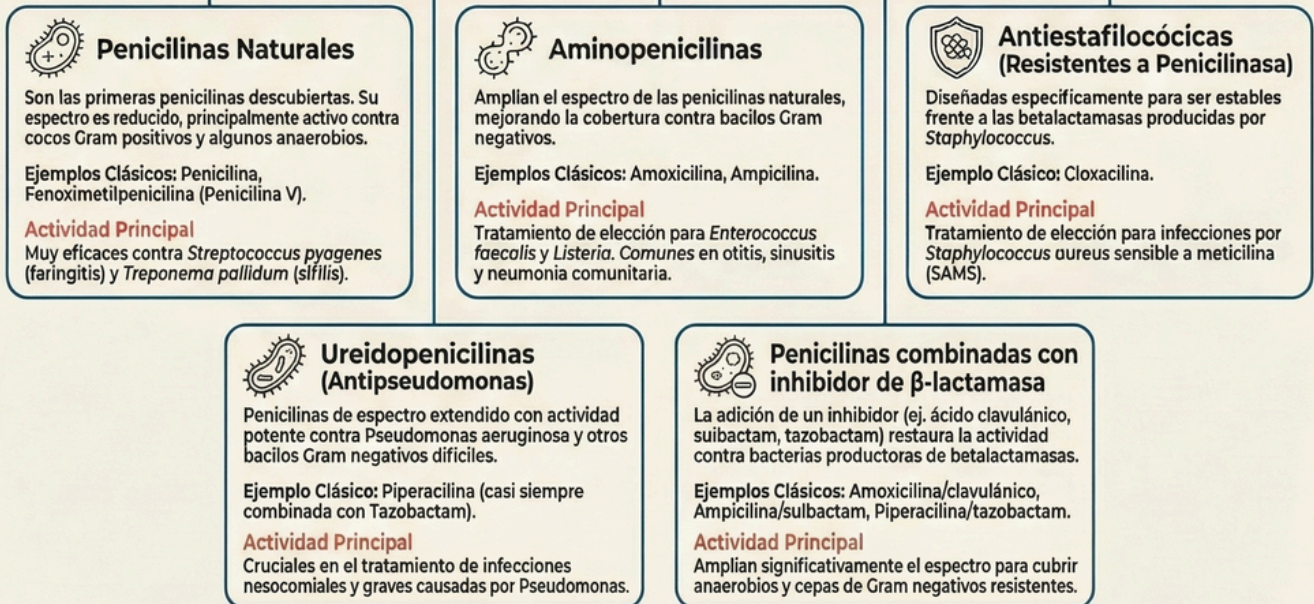 Penicilinas Naturales
Son las primeras penicilinas descubiertas. Su
espectro es reducido, principalmente activo contra
cocos Gram positivos y algunos anaerobios.
Ejemplos Clásicos: Penicilina,
Fenoximetilpenicilina (Penicilina V).
Actividad Principal
Muy eficaces contra Streptococcus pyagenes
(faringitis) y Treponema pallidum (sífilis).
Aminopenicilinas
Amplian el espectro de las penicilinas naturales,
mejorando la cobertura contra bacilos Gram
negativos.
Ejemplos Clásicos: Amoxicilina, Ampicilina.
Actividad Principal
Tratamiento de elección para Enterococcus
faecalis y Listeria. Comunes en otitis, sinusitis
y neumonia comunitaria.
Antiestafilocócicas
(Resistentes a Penicilinasa)
Diseñadas especificamente para ser estables
frente a las betalactamasas producidas por
Staphylococcus.
Ejemplo Clásico: Cloxacilina.
Actividad Principal
Tratamiento de elección para infecciones por
Staphylococcus aureus sensible a meticilina
(SAMS).
Ureidopenicilinas
(Antipseudomonas)
Penicilinas de espectro extendido con actividad
potente contra Pseudomonas aeruginosa y otros
bacilos Gram negativos dificiles.
Ejemplo Clásico: Piperacilina (casi siempre
combinada con Tazobactam).
Actividad Principal
Cruciales en el tratamiento de infecciones
nesocomiales y graves causadas por Pseudomonas.
Penicilinas combinadas con
inhibidor de β-lactamasa
La adición de un inhibidor (ej. ácido clavulánico,
suibactam, tazobactam) restaura la actividad
contra bacterias productoras de betalactamasas.
Ejemplos Clásicos: Amoxicilina/clavulánico,
Ampicilina/sulbactam, Piperacilina/tazobactam.
Actividad Principal
Amplian significativamente el espectro para cubrir
anaerobios y cepas de Gram negativos resistentes.